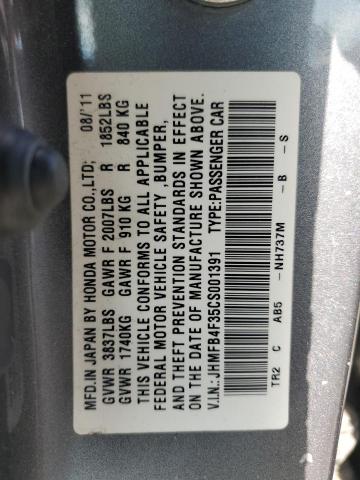 MFD.IN JAPAN BY HONDA MOTOR CO.,LTD; 08/'11
GVWR 3837LBS GAWR F 2007LBS R 1852LBS
GVWR 1740KG GAWR F 910 KG R 840 KG
THIS VEHICLE CONFORMS TO ALL APPLICABLE
FEDERAL MOTOR VEHICLE SAFETY ,BUMPER,
AND THEFT PREVENTION STANDARDS IN EFFECT
ON THE DATE OF MANUFACTURE SHOWN ABOVE.
V.I.N.: JHMFB4F35CS001391 TYPE:PASSENGER CAR
TR2 C AB5 -NH737M -B -S